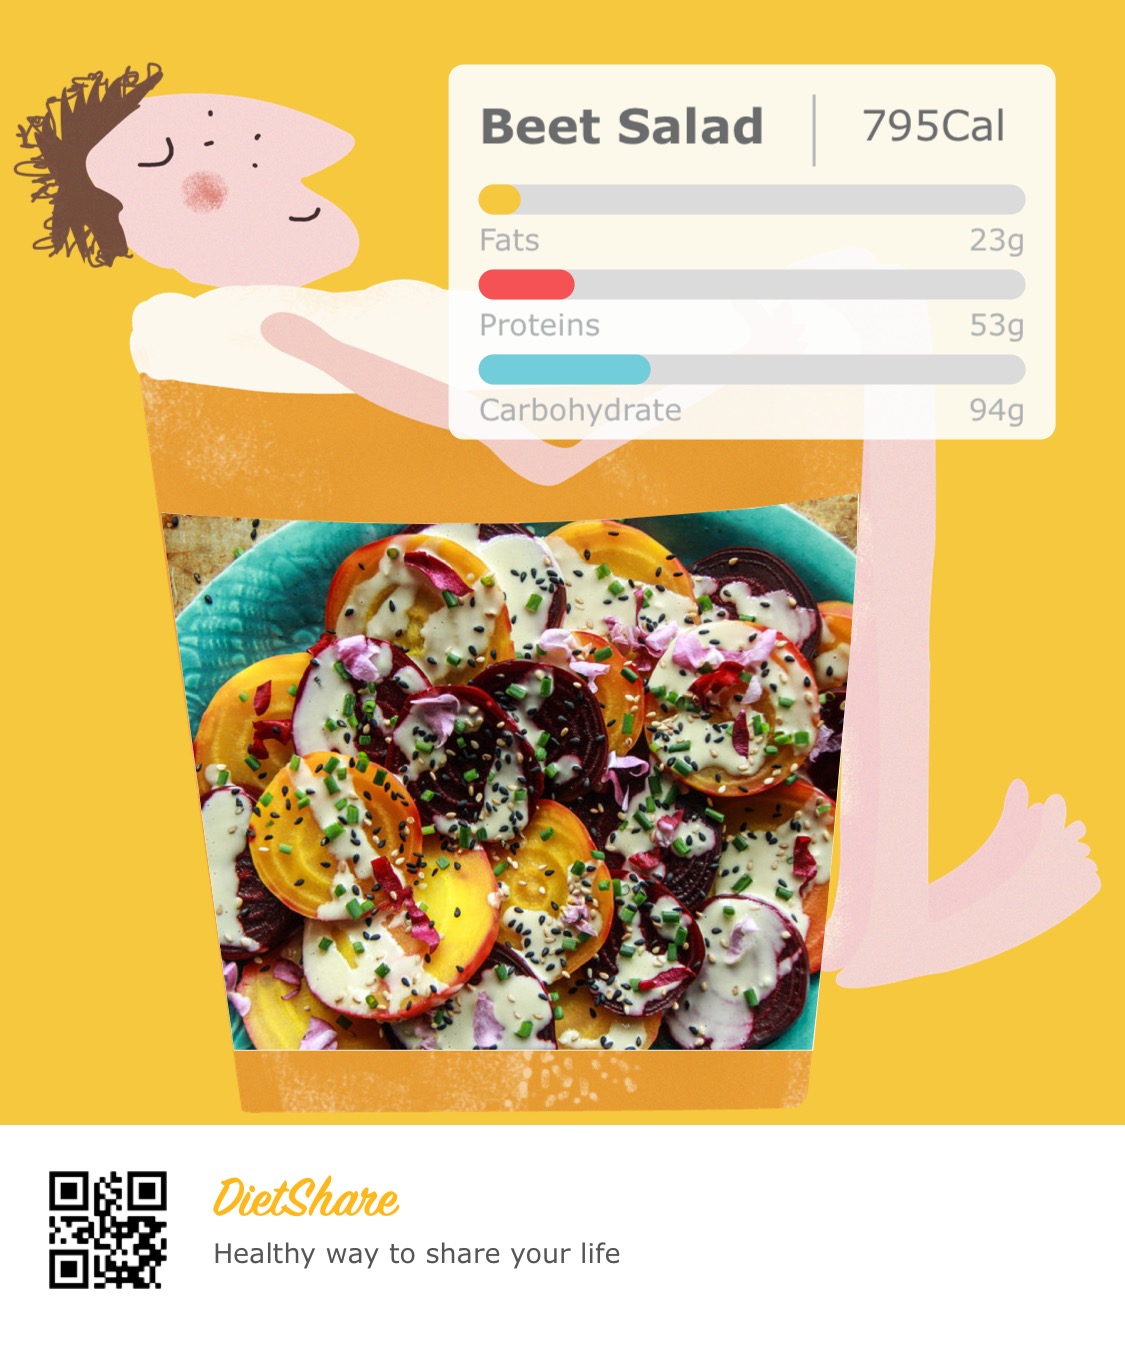 Beet Salad 795Cal
Fats 23g
Proteins 53g
Carbohydrate 94g
DietShare
Healthy way to share your life